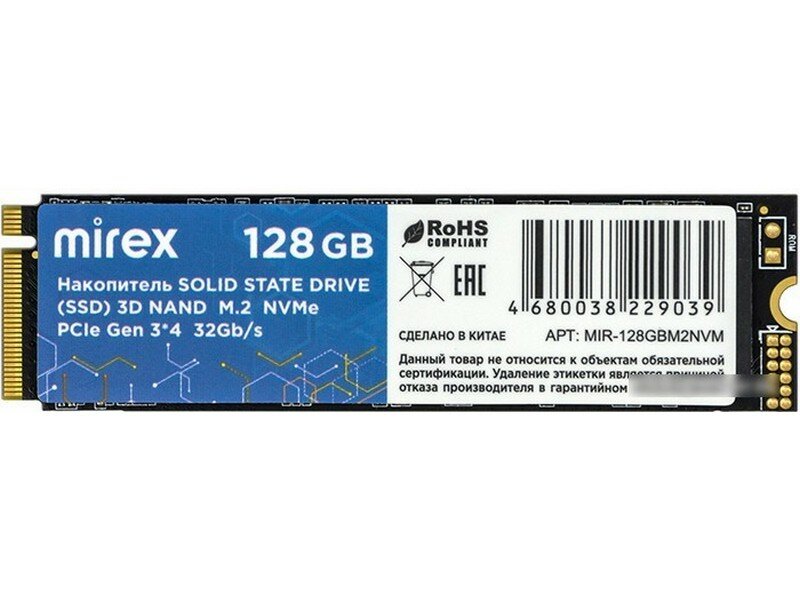 mirex 128 GB
Накопитель SOLID STATE DRIVE
(SSD) 3D NAND M.2 NVMe
PCIe Gen 3*4 32Gb/s
RoHS
COMPLIANT
EAC
4 680038 229039
СДЕЛАНО В КИТАЕ АРТ: MIR-128GBM2NVM
Данный товар не относится к объектам обязательной
сертификации. Удаление этикетки является причиной
отказа производителя в гарантийном
ROW